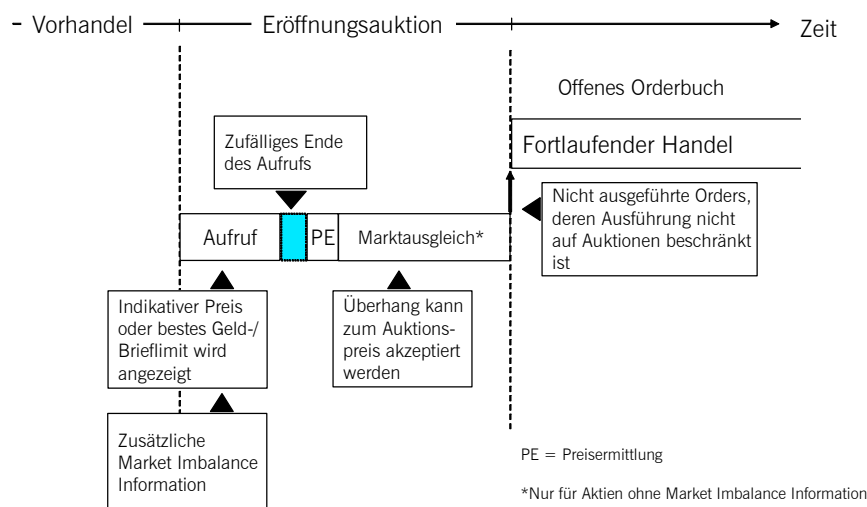 Vorhandel
Eröffnungsauktion
Zeit
Offenes Orderbuch
Fortlaufender Handel
Zufälliges Ende
des Aufrufs
Nicht ausgeführte Orders,
deren Ausführung nicht
auf Auktionen beschränkt
ist
Aufruf
PE
Marktausgleich*
Indikativer Preis
oder bestes Geld-/
Brieflimit wird
angezeigt
Überhang kann
zum Auktions-
preis akzeptiert
werden
Zusätzliche
Market Imbalance
Information
PE = Preisermittlung
*Nur für Aktien ohne Market Imbalance Information